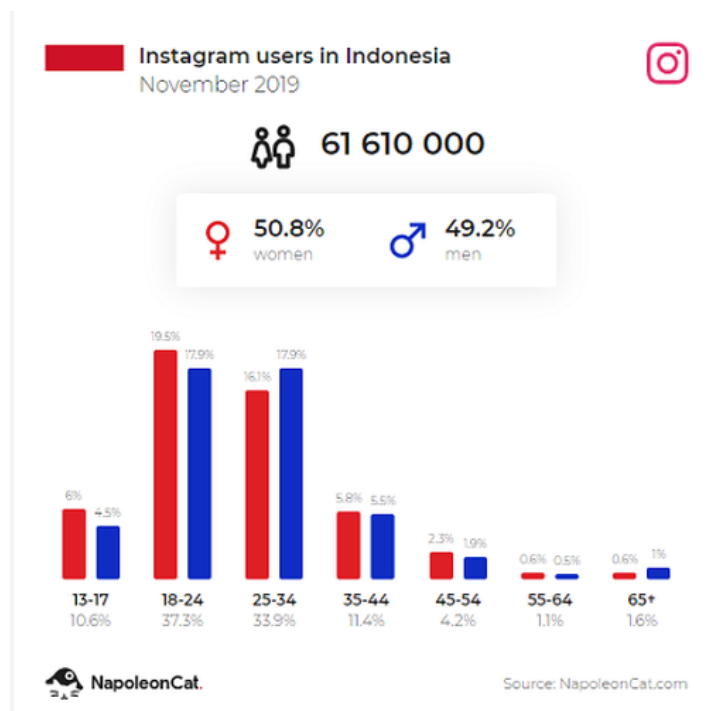 Instagram users in Indonesia
November 2019
61 610 000
50.8% 49.2%
women men
19.5%
17.9% 17.9%
16.1%
6%
4.5%
5.8% 5.5%
2.3% 1.9%
0.6% 0.5% 0.6% 1%
13-17 18-24 25-34 35-44 45-54 55-64 65+
10.6% 37.3% 33.9% 11.4% 4.2% 1.1% 1.6%
NapoleonCat. Source: NapoleonCat.com